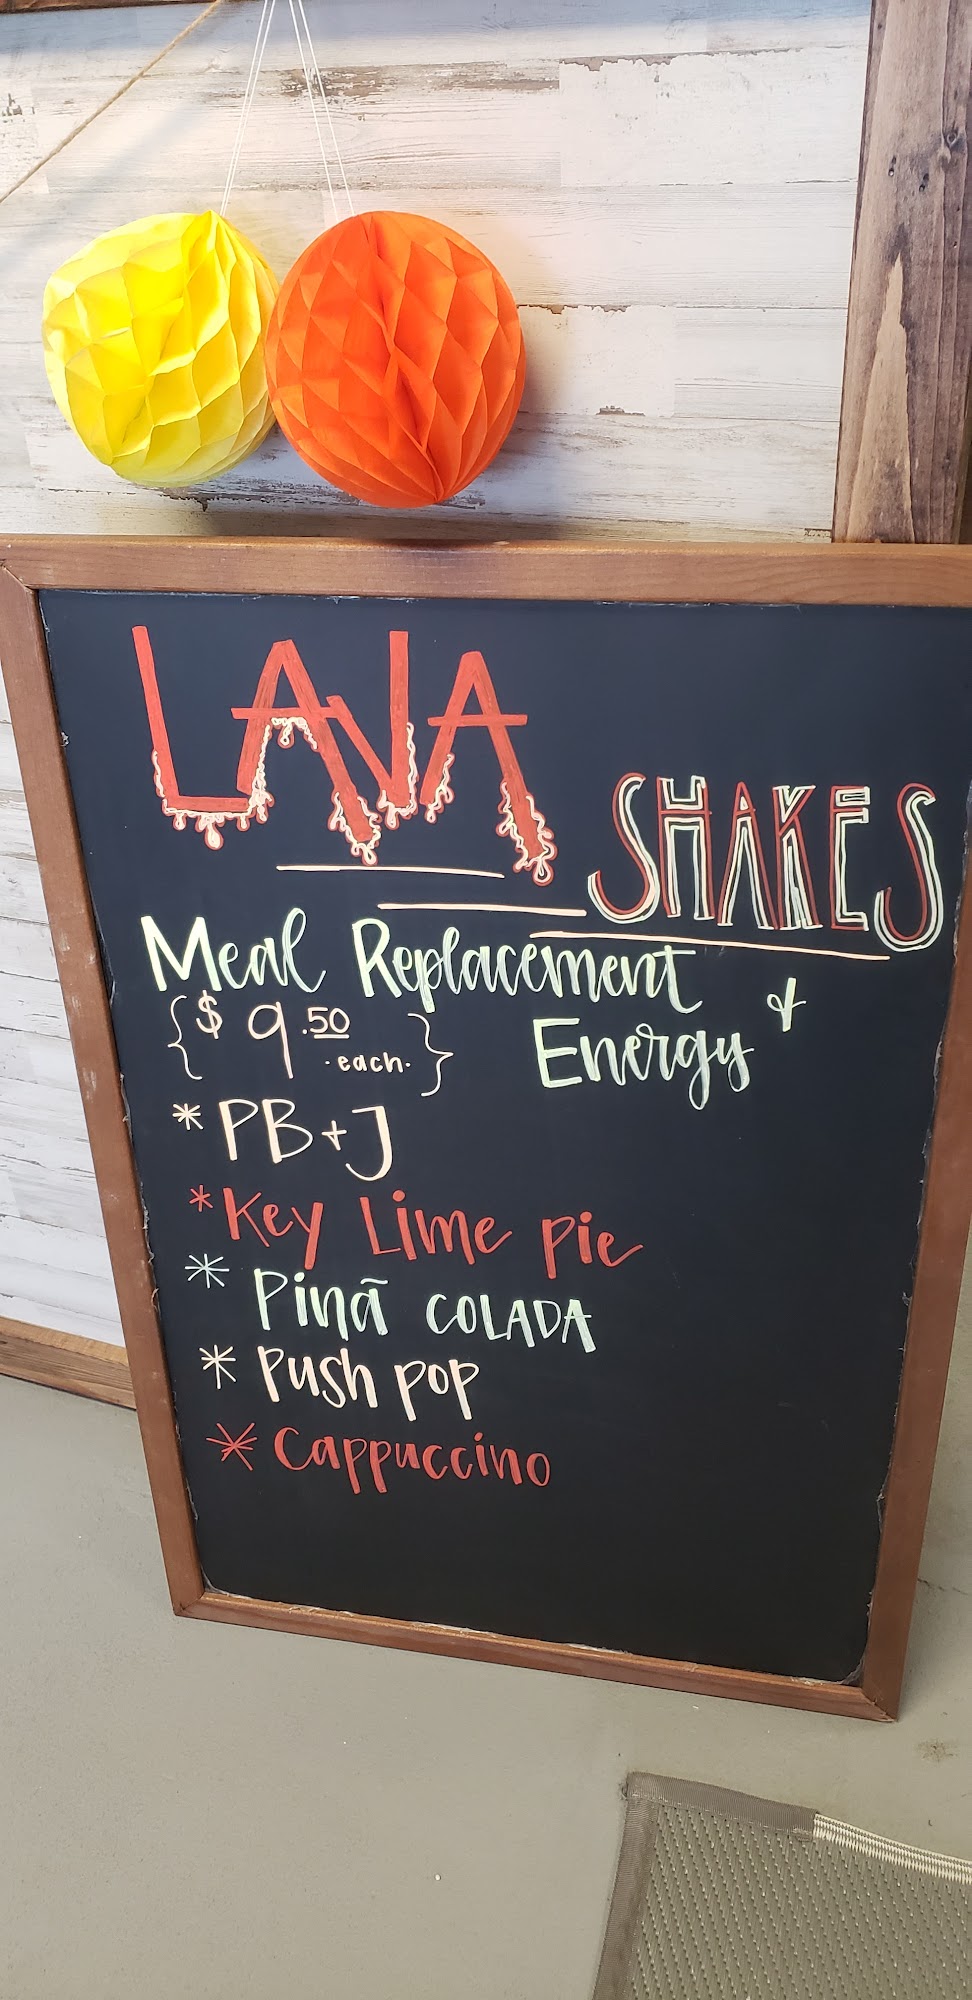 LAVA
SHAKES
Meal Replacement &
{$9.50 each.} Energy
* PB+J
* Key Lime Pie
* Pinã COLADA
* Push pop
* Cappuccino